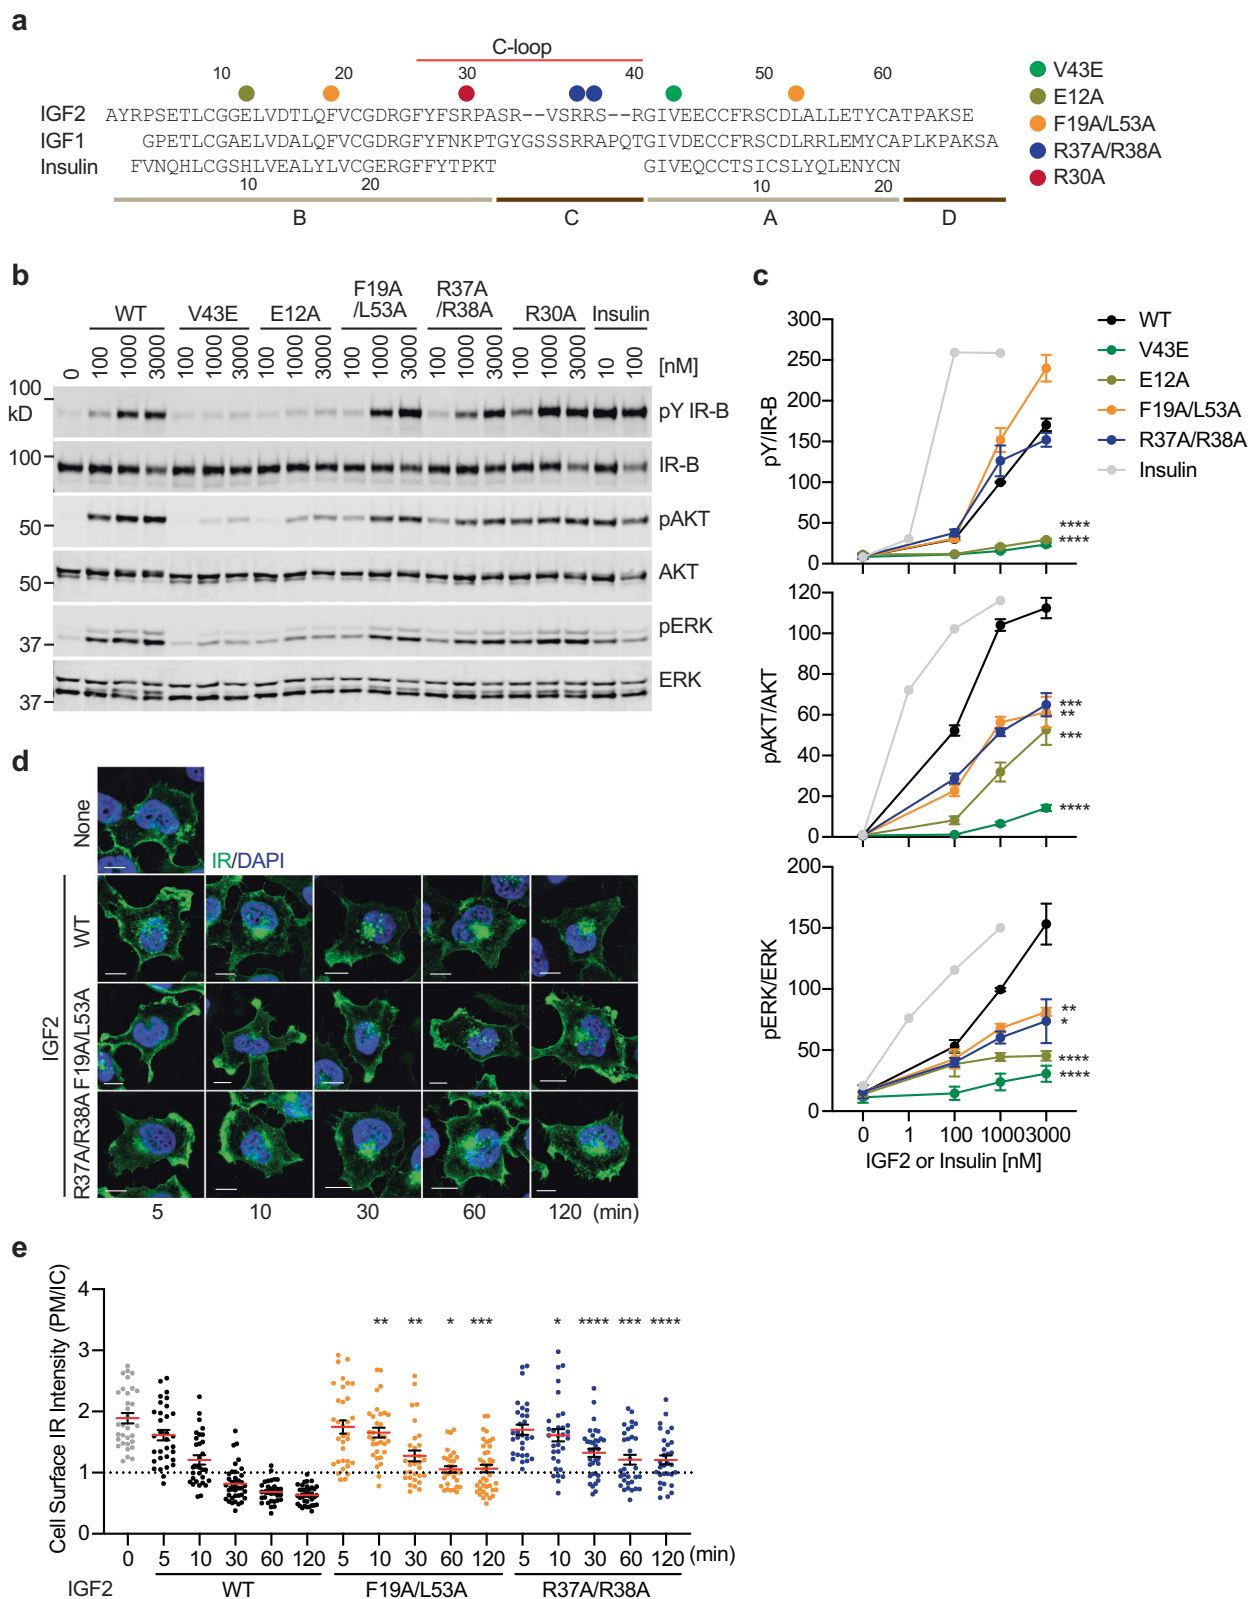 a
C-loop
10 20 30 40 50 60
IGF2 AYRPSETLCGGELVDTLQFVCGDRGFYFSRPASR--VSRRS--RGIVEECCFRSCDLALLETYCATPAKSE
IGF1 GPETLCGAELVDALQFVCGDRGFYFNKPTGYGSSSRRAPQTGIVDECCFRSCDLRRLEMYCAPLKPAKSA
Insulin FVNQHLCGSHLVEALYLVCGERGFFYTPKT GIVEQCCTSICSLYQLENYCN
10 20 10 20
B C A D
V43E
E12A
F19A/L53A
R37A/R38A
R30A
b
WT V43E E12A F19A/L53A R37A/R38A R30A Insulin
0 100 1000 3000 100 1000 3000 100 1000 3000 100 1000 3000 100 1000 3000 100 1000 3000 10 100 [nM]
100 kD pY IR-B
100 IR-B
50 pAKT
50 AKT
37 pERK
37 ERK
c
300
250
200
150
100
50
0
pY/IR-B
****
****
WT
V43E
E12A
F19A/L53A
R37A/R38A
Insulin
120
100
80
60
40
20
0
pAKT/AKT
***
**
***
****
200
150
100
50
0
pERK/ERK
**
*
****
****
0 1 100 1000 3000
IGF2 or Insulin [nM]
d
None
IR/DAPI
IGF2
WT
F19A/L53A
R37A/R38A
5 10 30 60 120 (min)
e
Cell Surface IR Intensity (PM/IC)
4
3
2
1
0
** ** * *** * **** *** ****
0 5 10 30 60 120 5 10 30 60 120 5 10 30 60 120 (min)
IGF2 WT F19A/L53A R37A/R38A